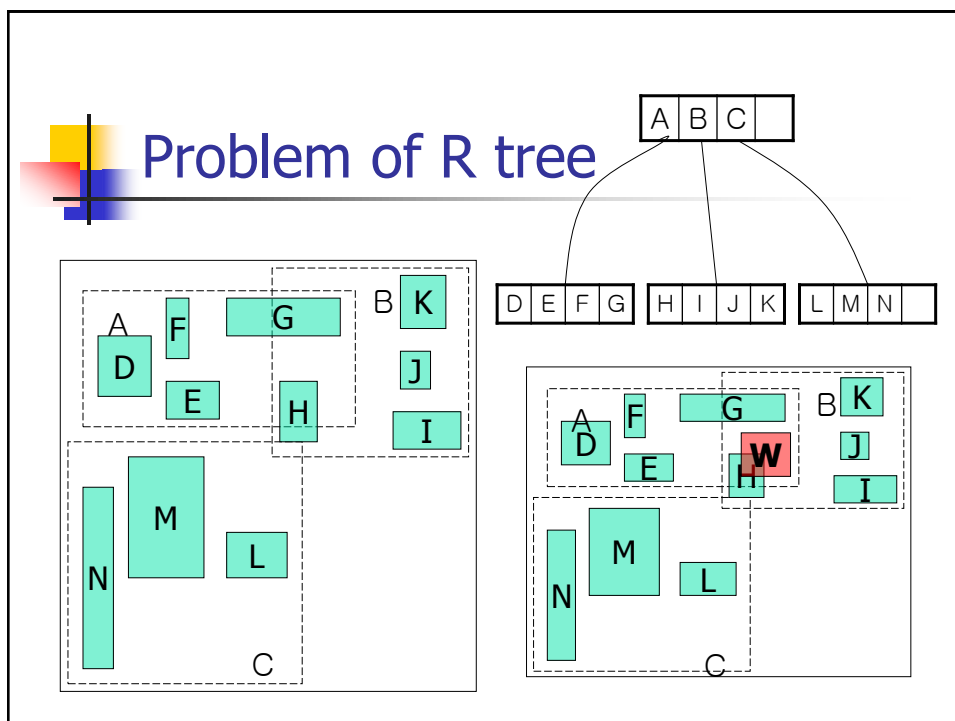 Problem of R tree
A B C
D E F G
H I J K
L M N
A
B
K
F
G
D
J
E
H
I
M
N
L
C
A
B
K
F
G
D
W
J
E
H
I
M
N
L
C